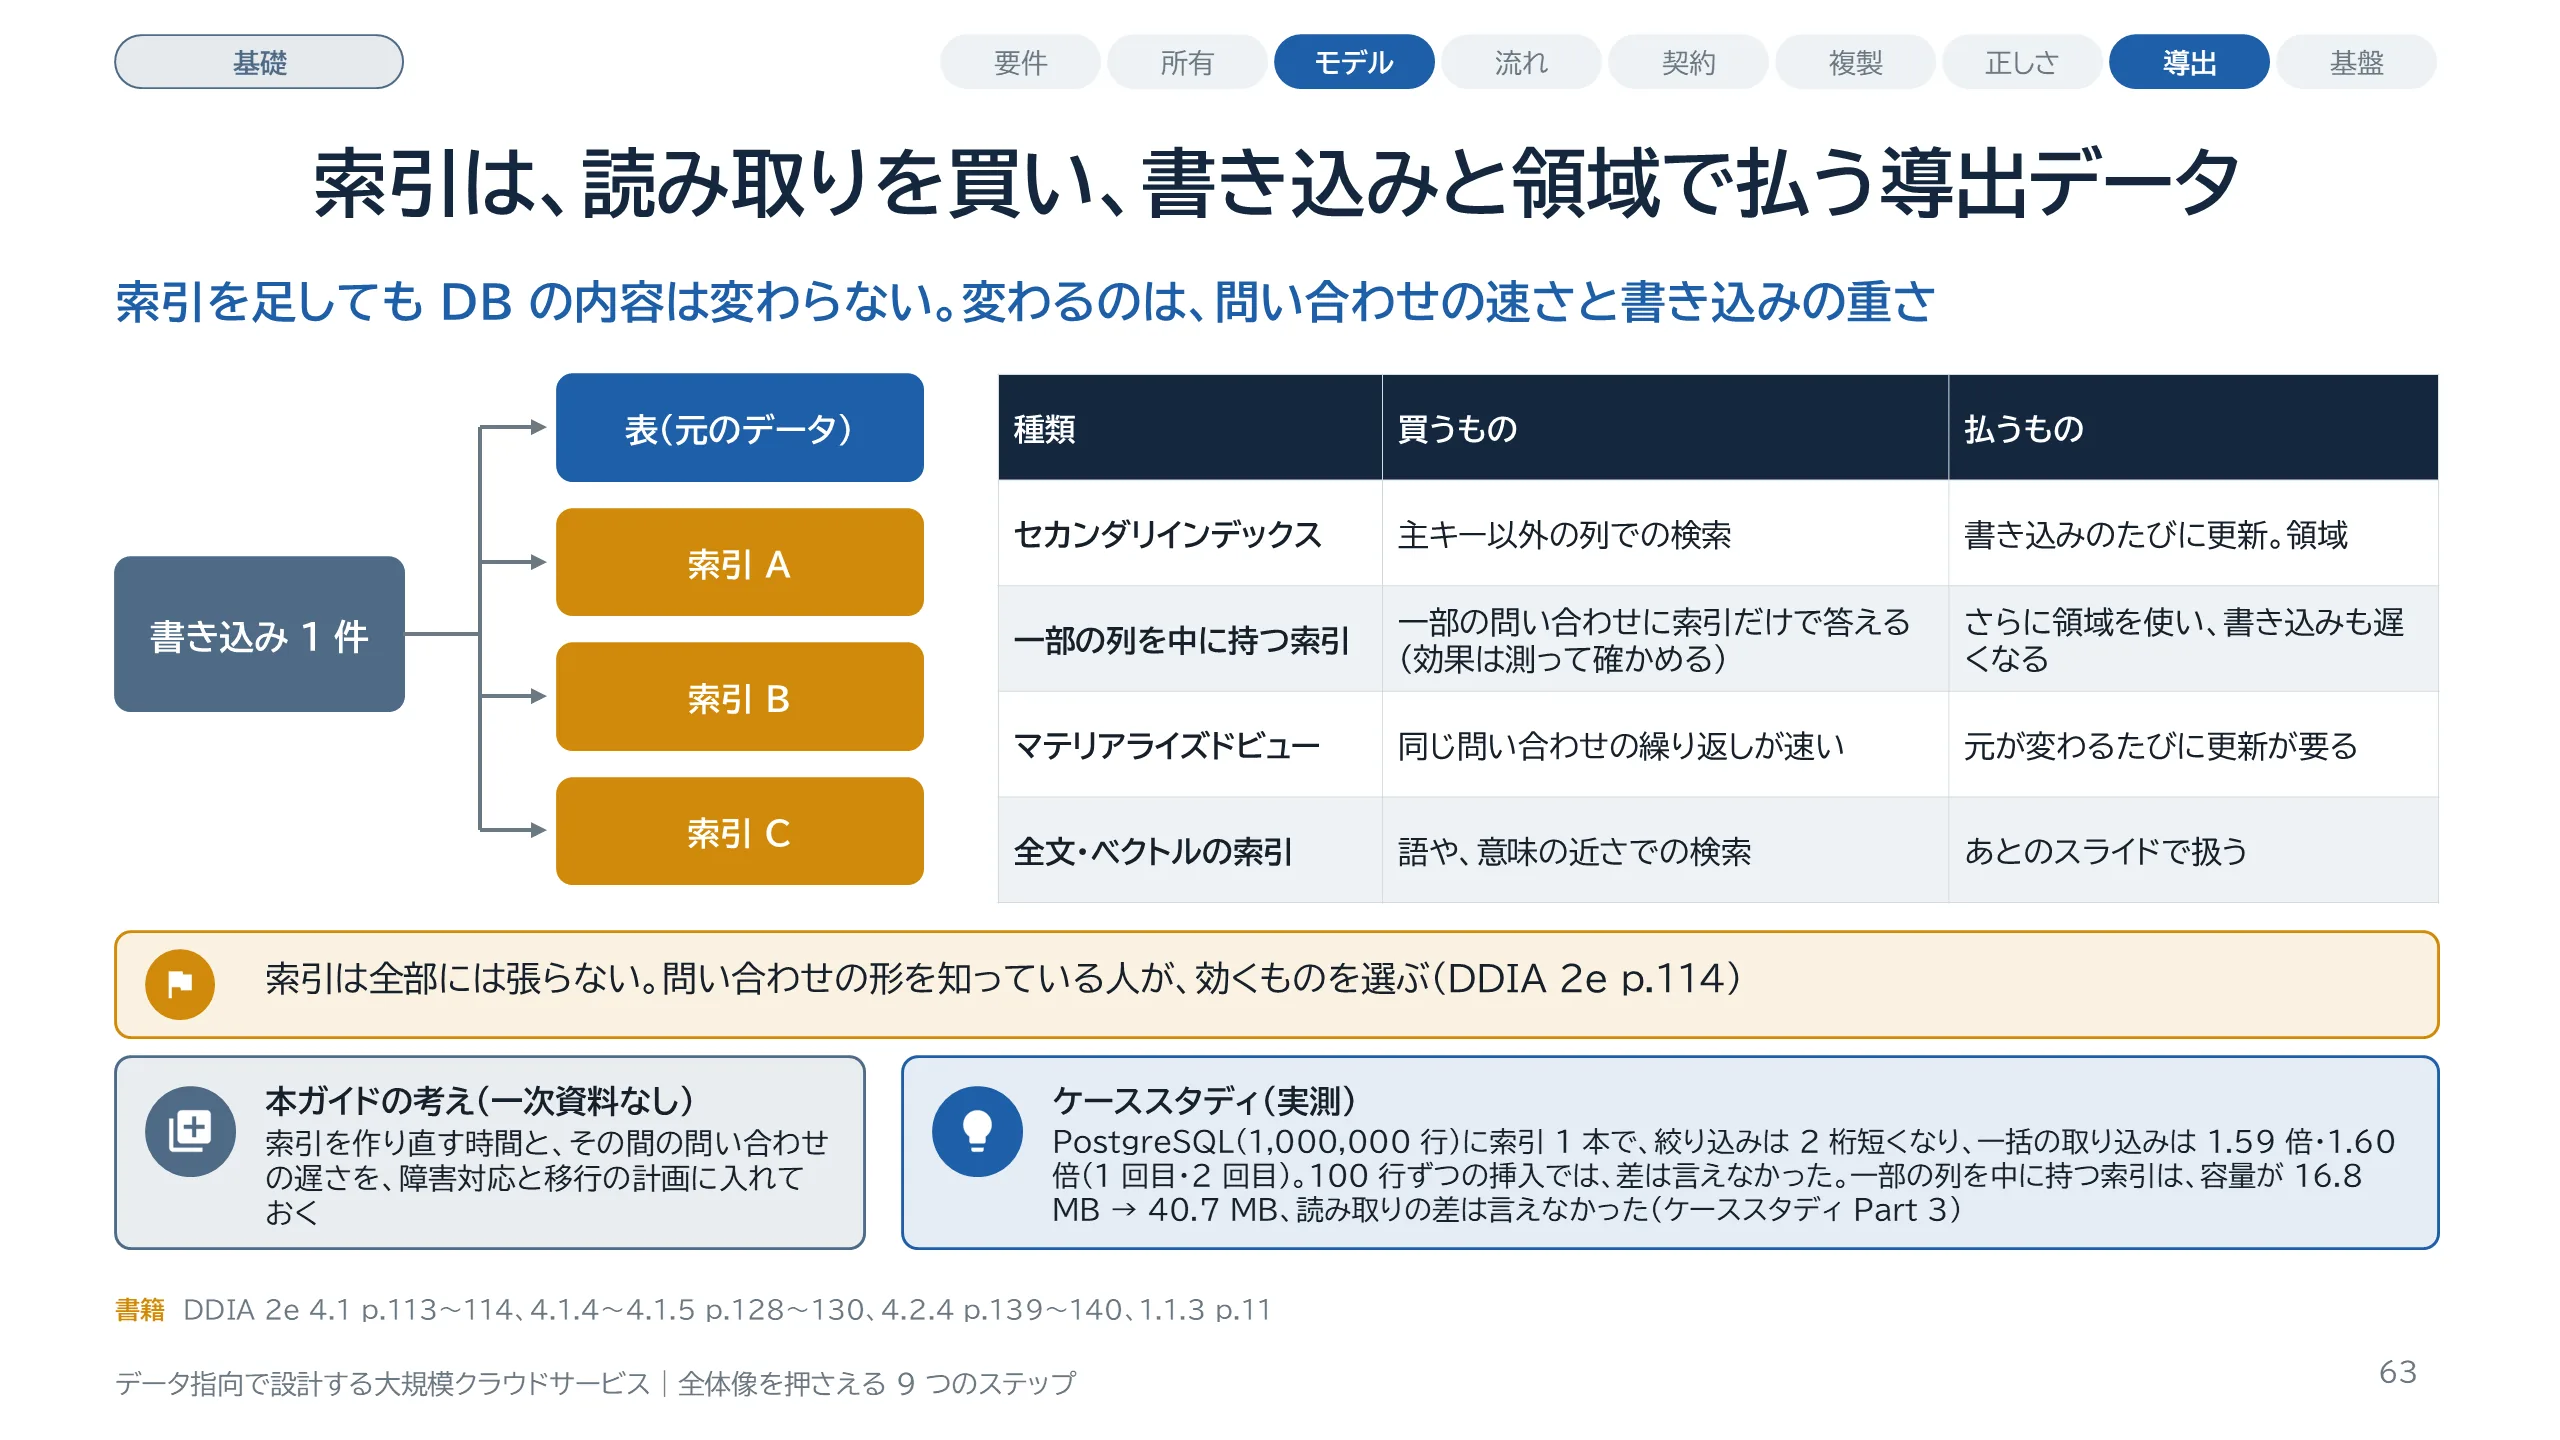 基礎
要件
所有
モデル
流れ
契約
複製
正しさ
導出
基盤
索引は、読み取りを買い、書き込みと領域で払う導出データ
索引を足しても DB の内容は変わらない。変わるのは、問い合わせの速さと書き込みの重さ
書き込み 1 件
表(元のデータ)
索引 A
索引 B
索引 C
種類
買うもの
払うもの
セカンダリインデックス
主キー以外の列での検索
書き込みのたびに更新。領域
一部の列を中に持つ索引
一部の問い合わせに索引だけで答える
(効果は測って確かめる)
さらに領域を使い、書き込みも遅
くなる
マテリアライズドビュー
同じ問い合わせの繰り返しが速い
元が変わるたびに更新が要る
全文・ベクトルの索引
語や、意味の近さでの検索
あとのスライドで扱う
索引は全部には張らない。問い合わせの形を知っている人が、効くものを選ぶ(DDIA 2e p.114)
本ガイドの考え(一次資料なし)
索引を作り直す時間と、その間の問い合わせ
の遅さを、障害対応と移行の計画に入れて
おく
ケーススタディ(実測)
PostgreSQL(1,000,000 行)に索引 1 本で、絞り込みは 2 桁短くなり、一括の取り込みは 1.59 倍・1.60
倍(1 回目・2 回目)。100 行ずつの挿入では、差は言えなかった。一部の列を中に持つ索引は、容量が 16.8
MB → 40.7 MB、読み取りの差は言えなかった(ケーススタディ Part 3)
書籍 DDIA 2e 4.1 p.113～114、4.1.4～4.1.5 p.128～130、4.2.4 p.139～140、1.1.3 p.11
データ指向で設計する大規模クラウドサービス｜全体像を押さえる 9 つのステップ
63